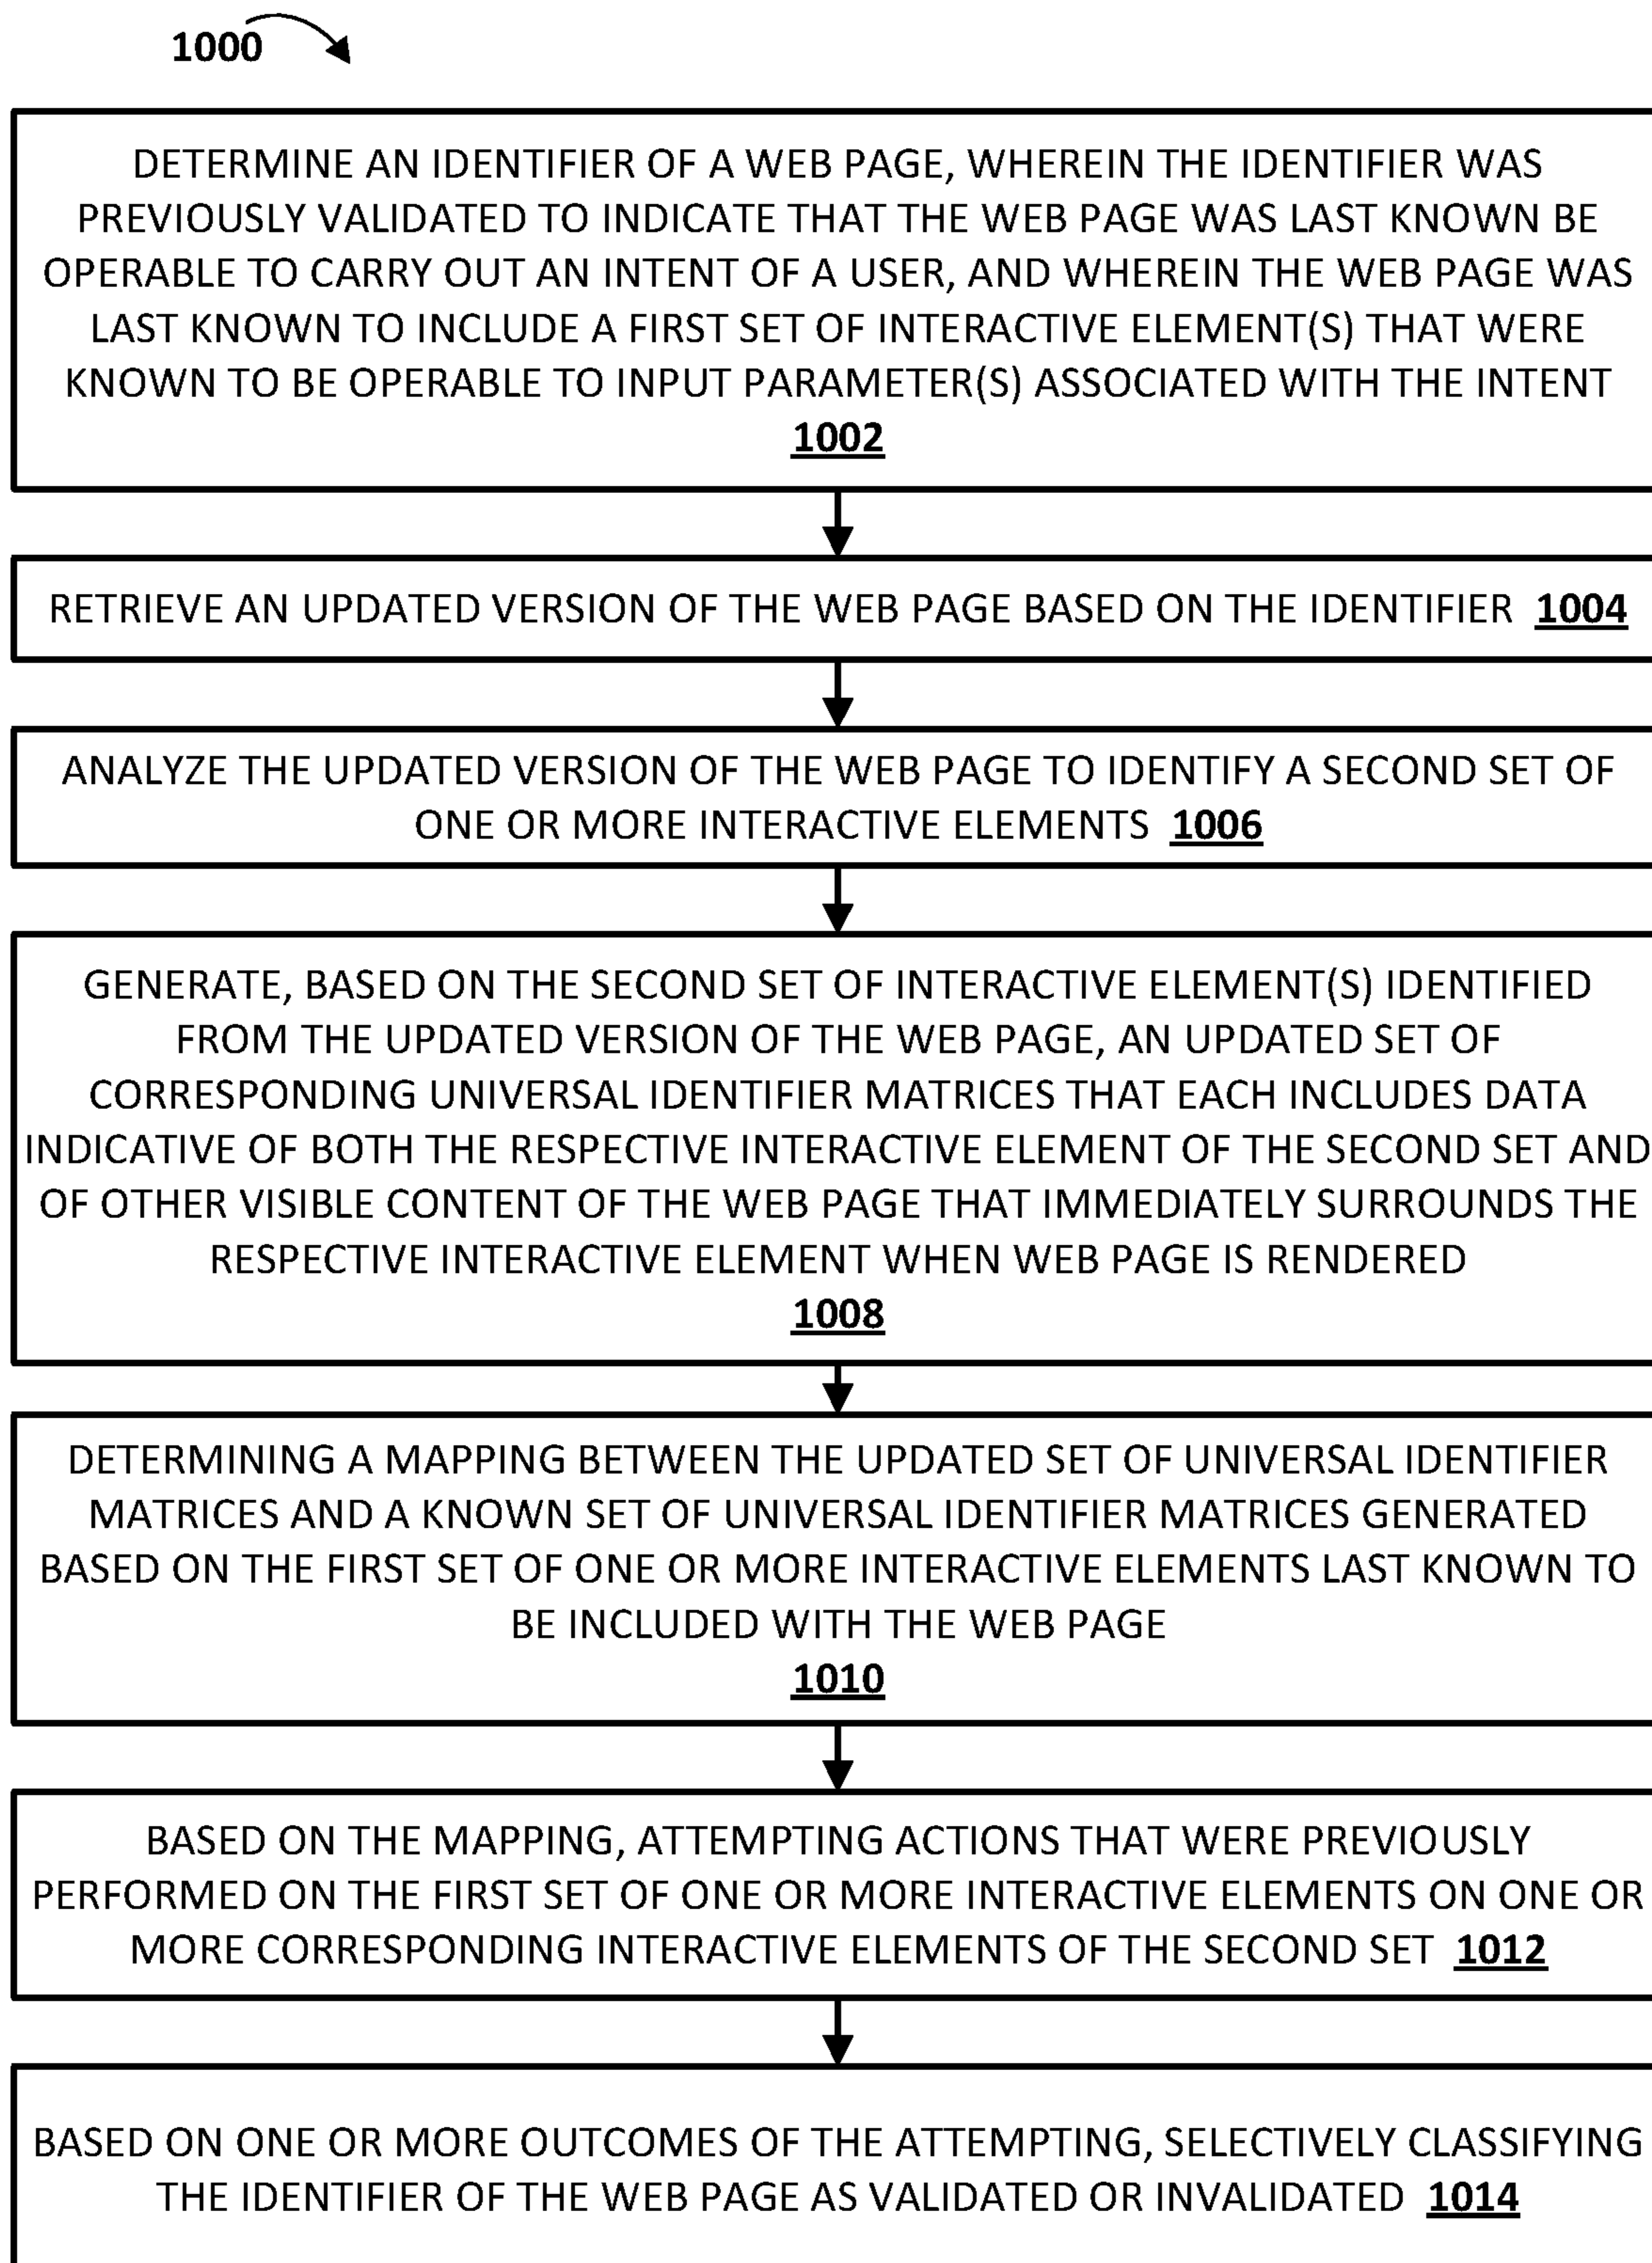 1000
DETERMINE AN IDENTIFIER OF A WEB PAGE, WHEREIN THE IDENTIFIER WAS
PREVIOUSLY VALIDATED TO INDICATE THAT THE WEB PAGE WAS LAST KNOWN BE
OPERABLE TO CARRY OUT AN INTENT OF A USER, AND WHEREIN THE WEB PAGE WAS
LAST KNOWN TO INCLUDE A FIRST SET OF INTERACTIVE ELEMENT(S) THAT WERE
KNOWN TO BE OPERABLE TO INPUT PARAMETER(S) ASSOCIATED WITH THE INTENT
1002
RETRIEVE AN UPDATED VERSION OF THE WEB PAGE BASED ON THE IDENTIFIER 1004
ANALYZE THE UPDATED VERSION OF THE WEB PAGE TO IDENTIFY A SECOND SET OF
ONE OR MORE INTERACTIVE ELEMENTS 1006
GENERATE, BASED ON THE SECOND SET OF INTERACTIVE ELEMENT(S) IDENTIFIED
FROM THE UPDATED VERSION OF THE WEB PAGE, AN UPDATED SET OF
CORRESPONDING UNIVERSAL IDENTIFIER MATRICES THAT EACH INCLUDES DATA
INDICATIVE OF BOTH THE RESPECTIVE INTERACTIVE ELEMENT OF THE SECOND SET AND
OF OTHER VISIBLE CONTENT OF THE WEB PAGE THAT IMMEDIATELY SURROUNDS THE
RESPECTIVE INTERACTIVE ELEMENT WHEN WEB PAGE IS RENDERED
1008
DETERMINING A MAPPING BETWEEN THE UPDATED SET OF UNIVERSAL IDENTIFIER
MATRICES AND A KNOWN SET OF UNIVERSAL IDENTIFIER MATRICES GENERATED
BASED ON THE FIRST SET OF ONE OR MORE INTERACTIVE ELEMENTS LAST KNOWN TO
BE INCLUDED WITH THE WEB PAGE
1010
BASED ON THE MAPPING, ATTEMPTING ACTIONS THAT WERE PREVIOUSLY
PERFORMED ON THE FIRST SET OF ONE OR MORE INTERACTIVE ELEMENTS ON ONE OR
MORE CORRESPONDING INTERACTIVE ELEMENTS OF THE SECOND SET 1012
BASED ON ONE OR MORE OUTCOMES OF THE ATTEMPTING, SELECTIVELY CLASSIFYING
THE IDENTIFIER OF THE WEB PAGE AS VALIDATED OR INVALIDATED 1014